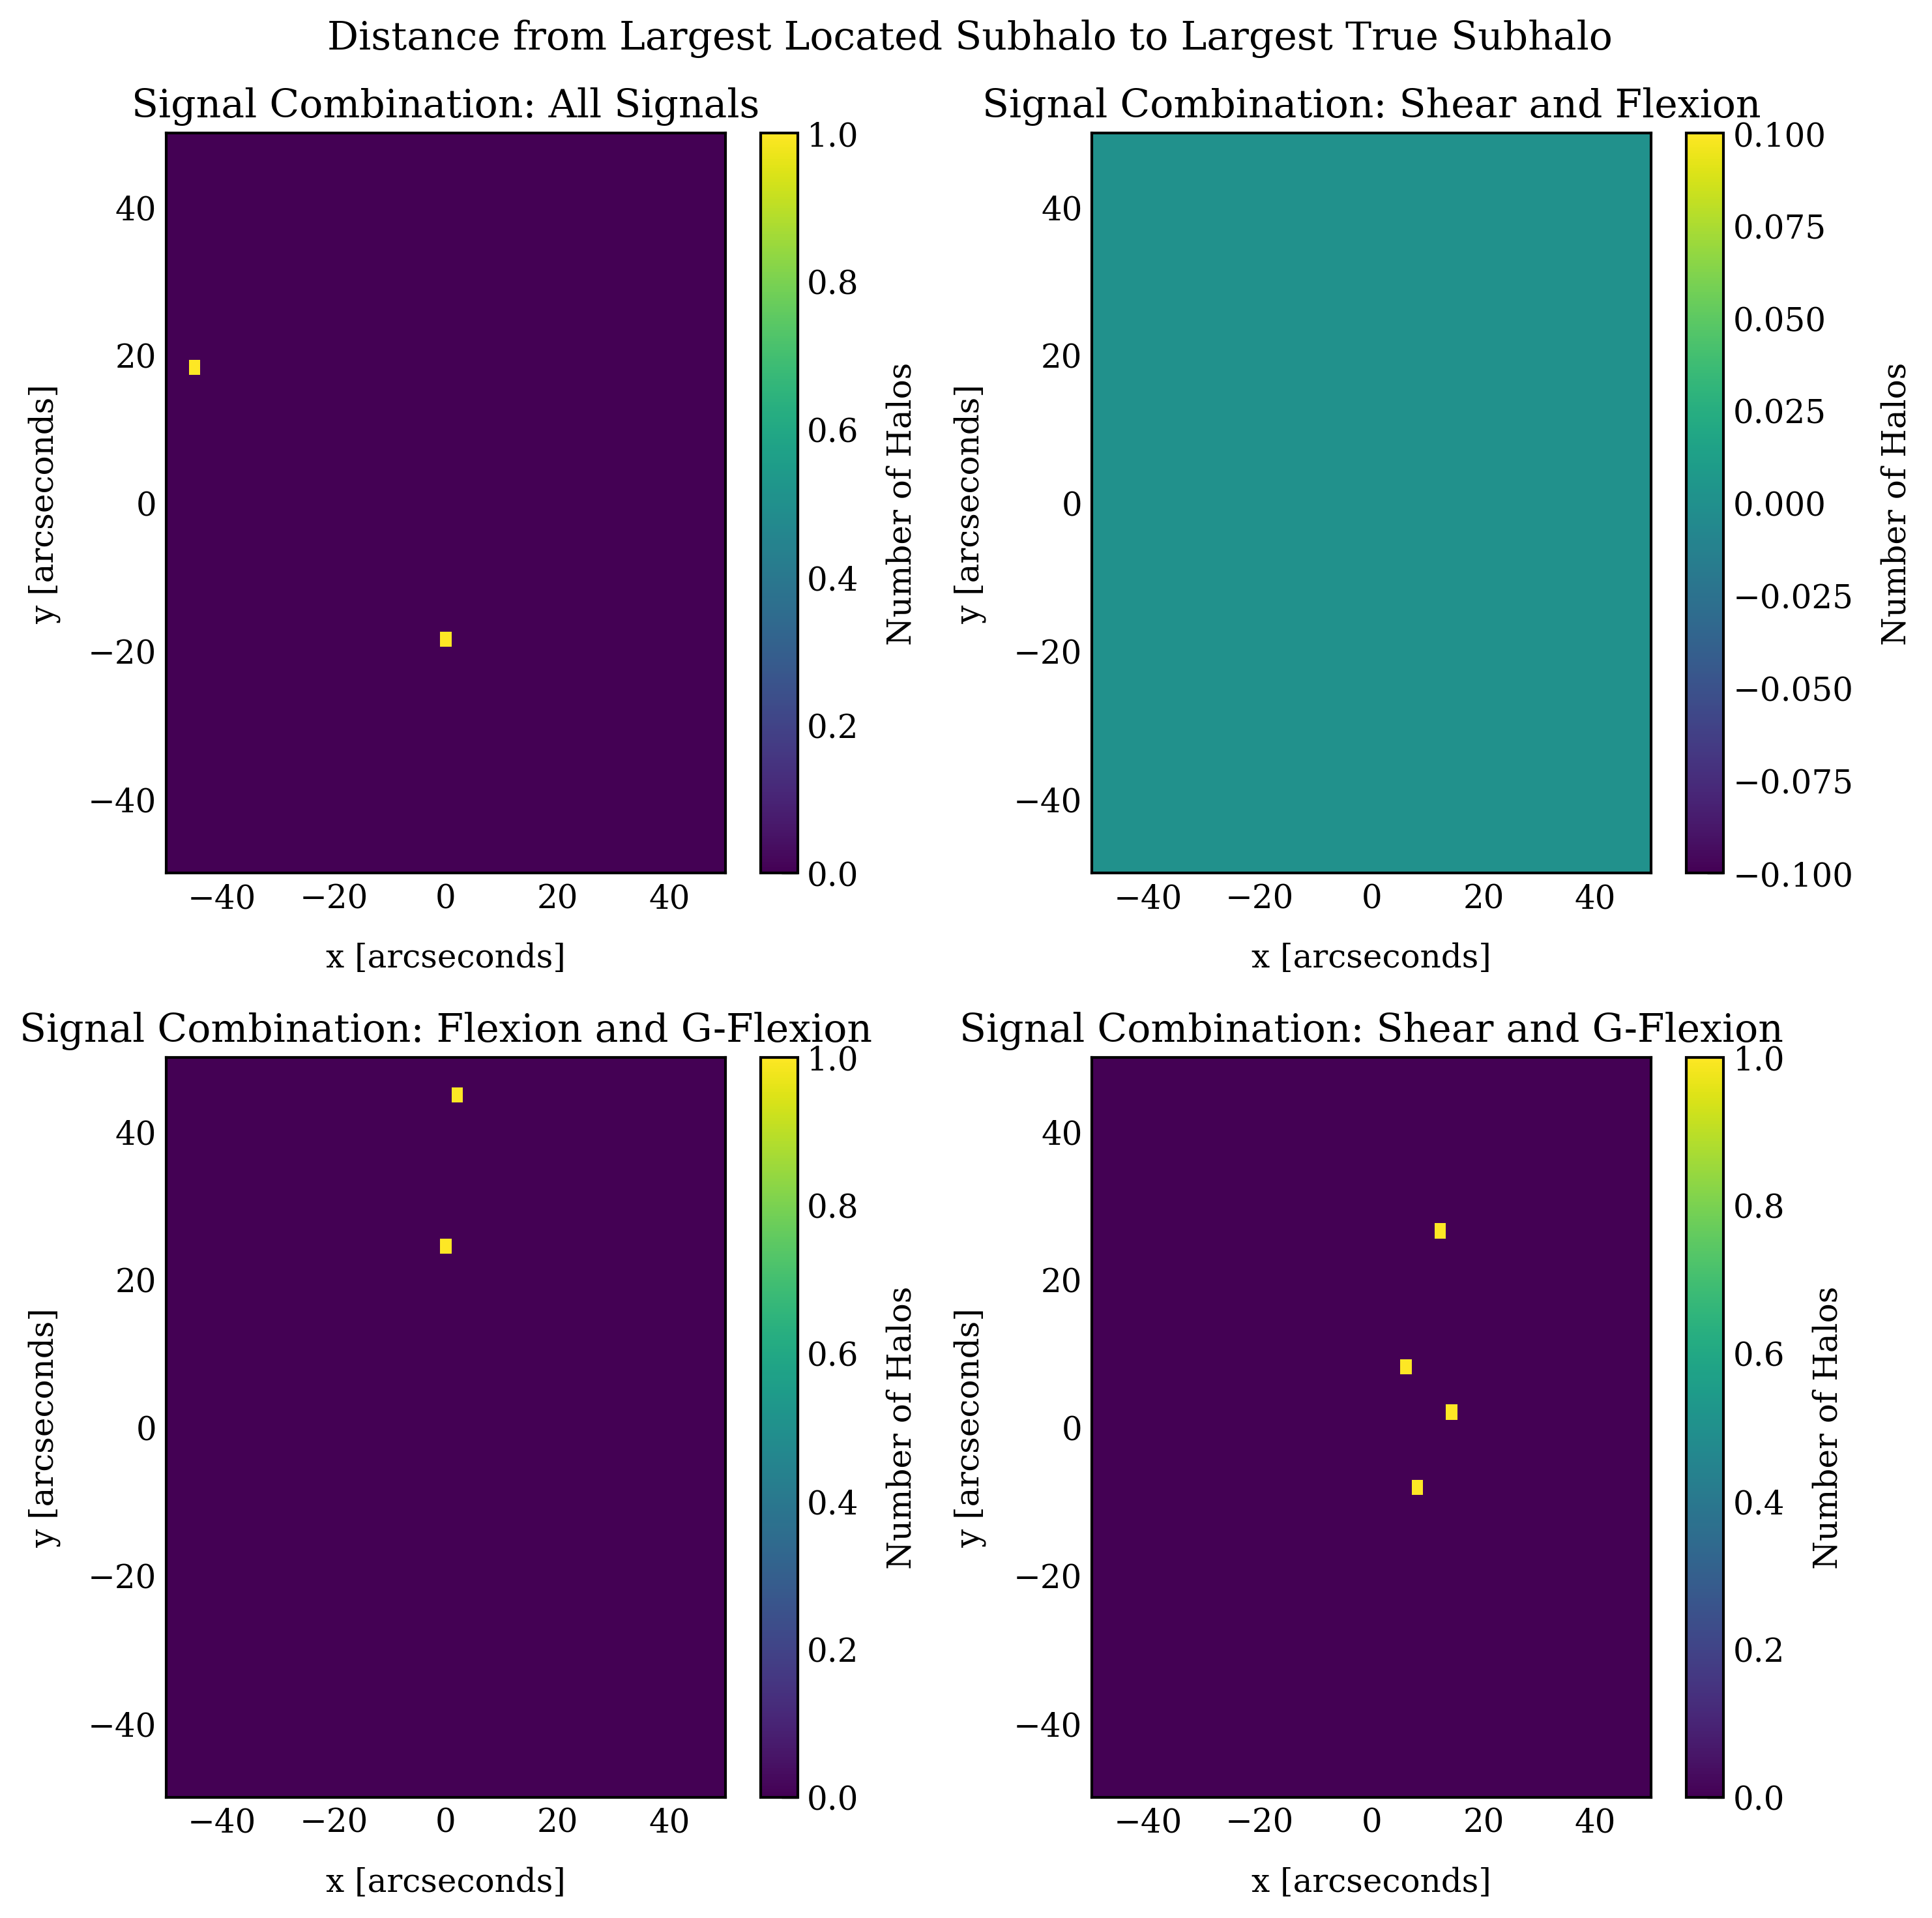 Distance from Largest Located Subhalo to Largest True Subhalo
Signal Combination: All Signals
40
20
0
−20
−40
y [arcseconds]
−40 −20 0 20 40
x [arcseconds]
1.0
0.8
0.6
0.4
0.2
0.0
Number of Halos
Signal Combination: Shear and Flexion
40
20
0
−20
−40
y [arcseconds]
−40 −20 0 20 40
x [arcseconds]
0.100
0.075
0.050
0.025
0.000
−0.025
−0.050
−0.075
−0.100
Number of Halos
Signal Combination: Flexion and G-Flexion
40
20
0
−20
−40
y [arcseconds]
−40 −20 0 20 40
x [arcseconds]
1.0
0.8
0.6
0.4
0.2
0.0
Number of Halos
Signal Combination: Shear and G-Flexion
40
20
0
−20
−40
y [arcseconds]
−40 −20 0 20 40
x [arcseconds]
1.0
0.8
0.6
0.4
0.2
0.0
Number of Halos